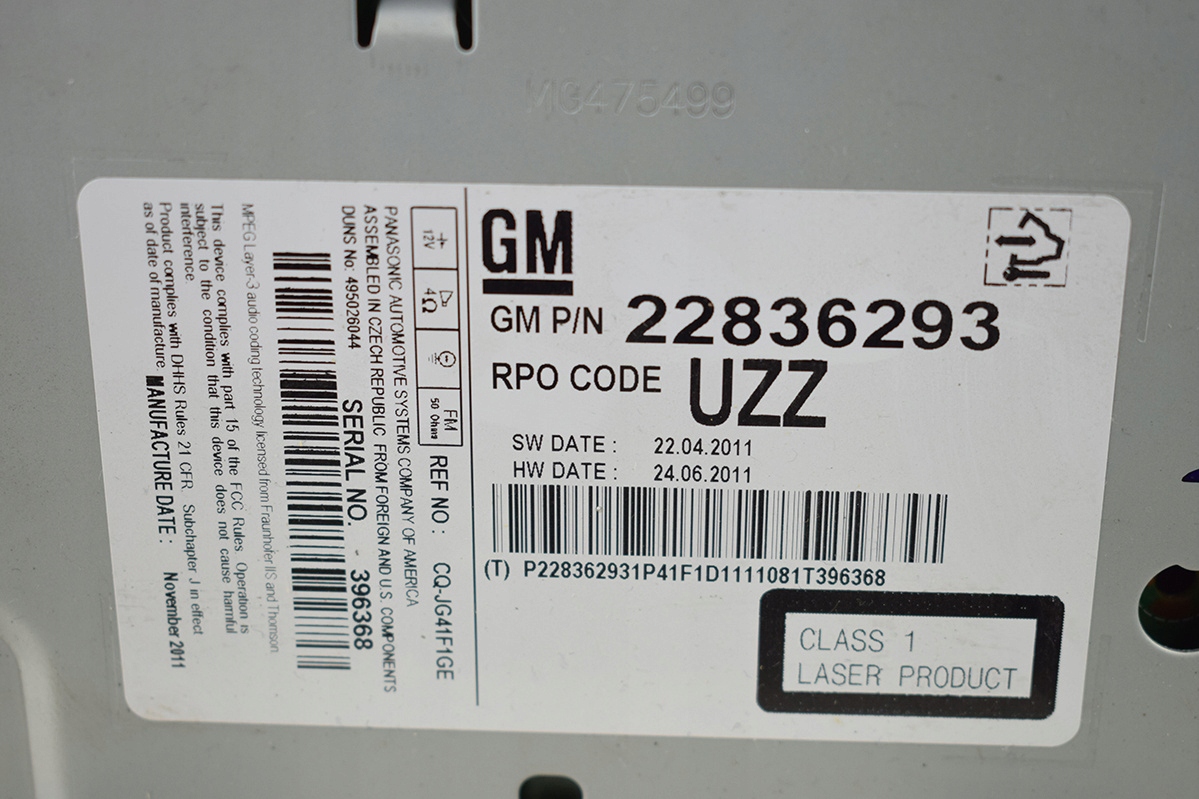 MG475499
GM
GM P/N 22836293
RPO CODE UZZ
SW DATE : 22.04.2011
HW DATE : 24.06.2011
(T) P228362931P41F1D1111081T396368
CLASS 1
LASER PRODUCT
12V
4Ω
FM
50 Ohms
REF NO : CQ-JG41F1GE
PANASONIC AUTOMOTIVE SYSTEMS COMPANY OF AMERICA
ASSEMBLED IN CZECH REPUBLIC FROM FOREIGN AND U.S. COMPONENTS
DUNS No: 495026044
SERIAL NO. 396368
MPEG Layer-3 audio coding technology licensed from Fraunhofer IIS and Thomson
This device complies with part 15 of the FCC Rules Operation is
subject to the condition that this device does not cause harmful
interference.
Product complies with DHHS Rules 21 CFR. Subchapter J in effect
as of date of manufacture.
MANUFACTURE DATE : November 2011